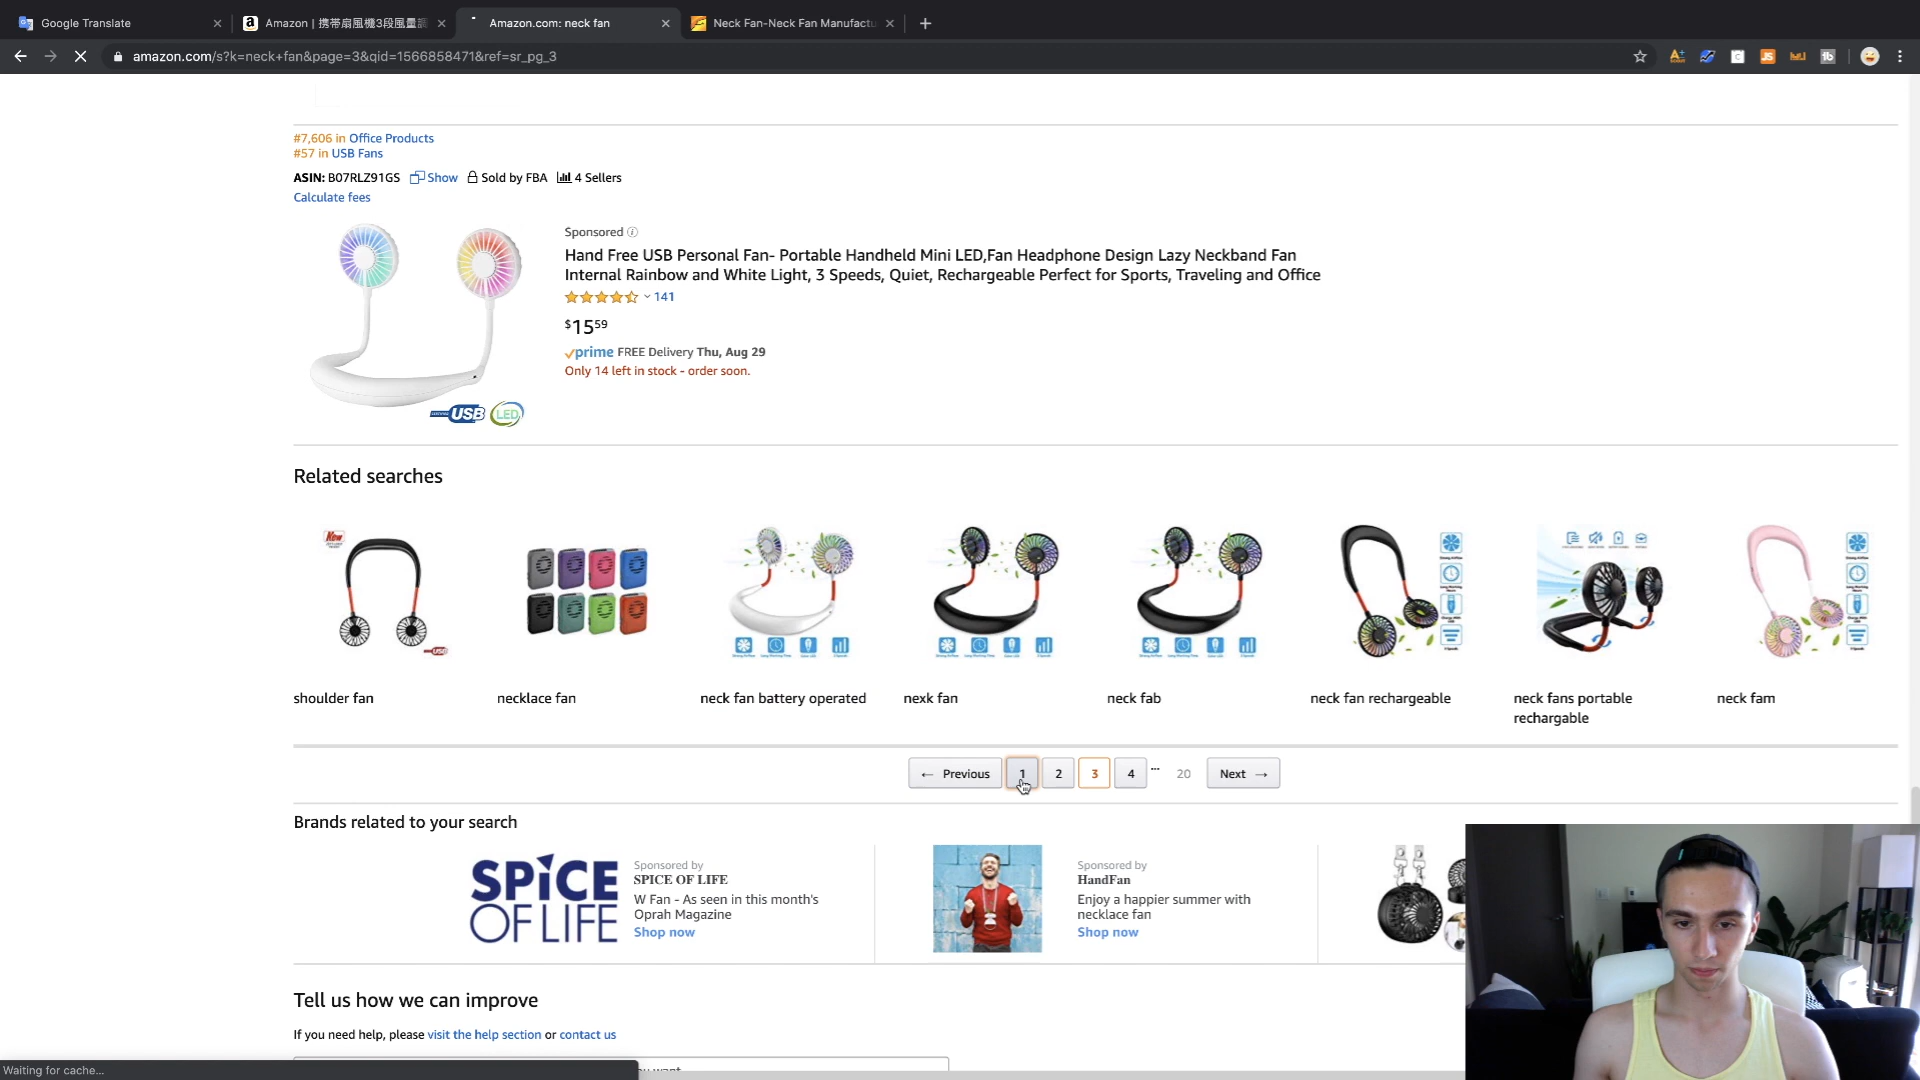 Google Translate
Amazon | 携帯扇風機3段風量調
Amazon.com: neck fan
Neck Fan-Neck Fan Manufactu
amazon.com/s?k=neck+fan&page=3&qid=1566858471&ref=sr_pg_3
#7,606 in Office Products
#57 in USB Fans
ASIN: B07RLZ91GS Show Sold by FBA 4 Sellers
Calculate fees
Sponsored
Hand Free USB Personal Fan- Portable Handheld Mini LED,Fan Headphone Design Lazy Neckband Fan
Internal Rainbow and White Light, 3 Speeds, Quiet, Rechargeable Perfect for Sports, Traveling and Office
141
$15 59
prime FREE Delivery Thu, Aug 29
Only 14 left in stock - order soon.
USB LED
Related searches
New
USB
shoulder fan
necklace fan
neck fan battery operated
nexk fan
neck fab
neck fan rechargeable
neck fans portable
rechargable
neck fam
← Previous 1 2 3 4 ... 20 Next →
Brands related to your search
SPiCE
OF LIFE
Sponsored by
SPICE OF LIFE
W Fan - As seen in this month's
Oprah Magazine
Shop now
Sponsored by
HandFan
Enjoy a happier summer with
necklace fan
Shop now
Tell us how we can improve
If you need help, please visit the help section or contact us
Waiting for cache...